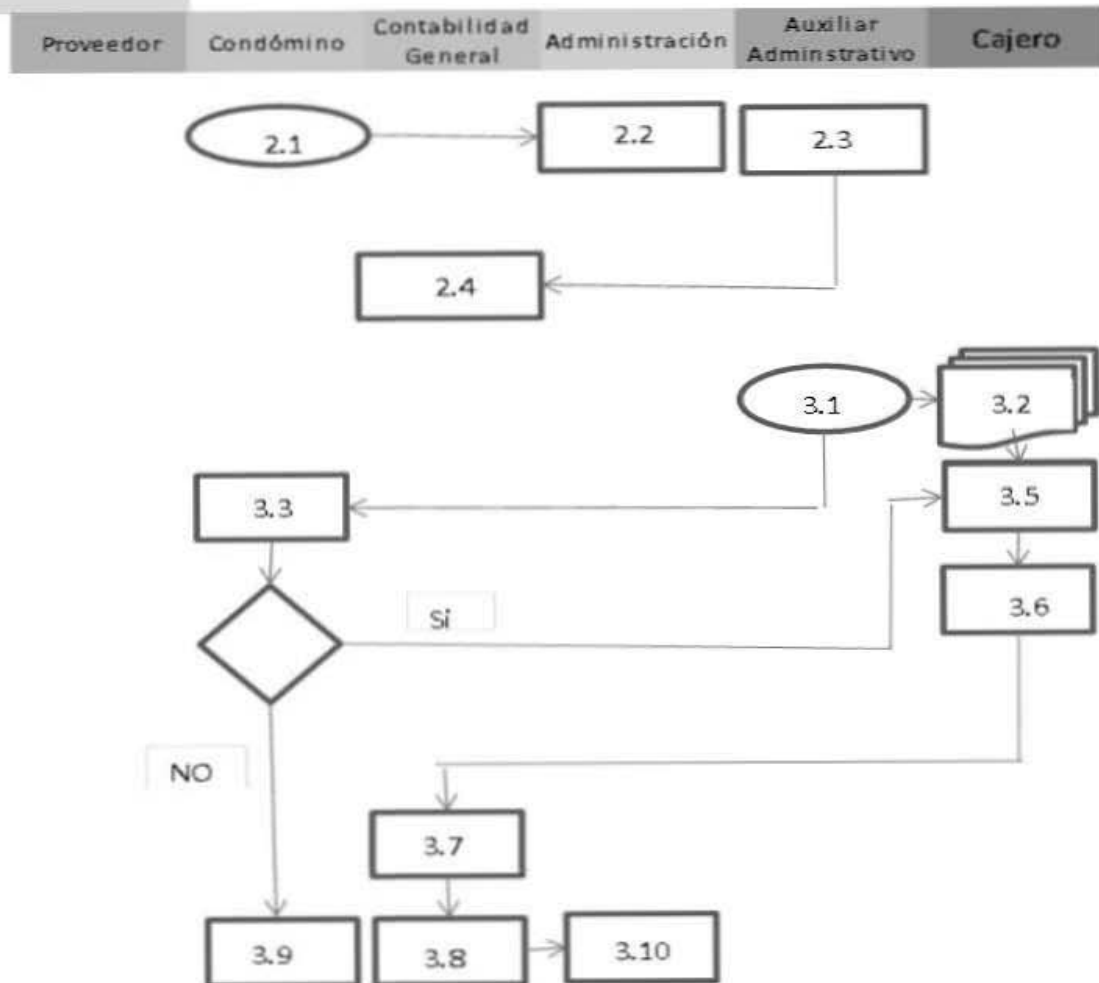 Proveedor Condómino Contabilidad General Administración Auxiliar Adminstrativo Cajero
2.1 2.2 2.3
2.4
3.1 3.2
3.3 3.5
3.6
Sí
NO
3.7
3.9 3.8 3.10